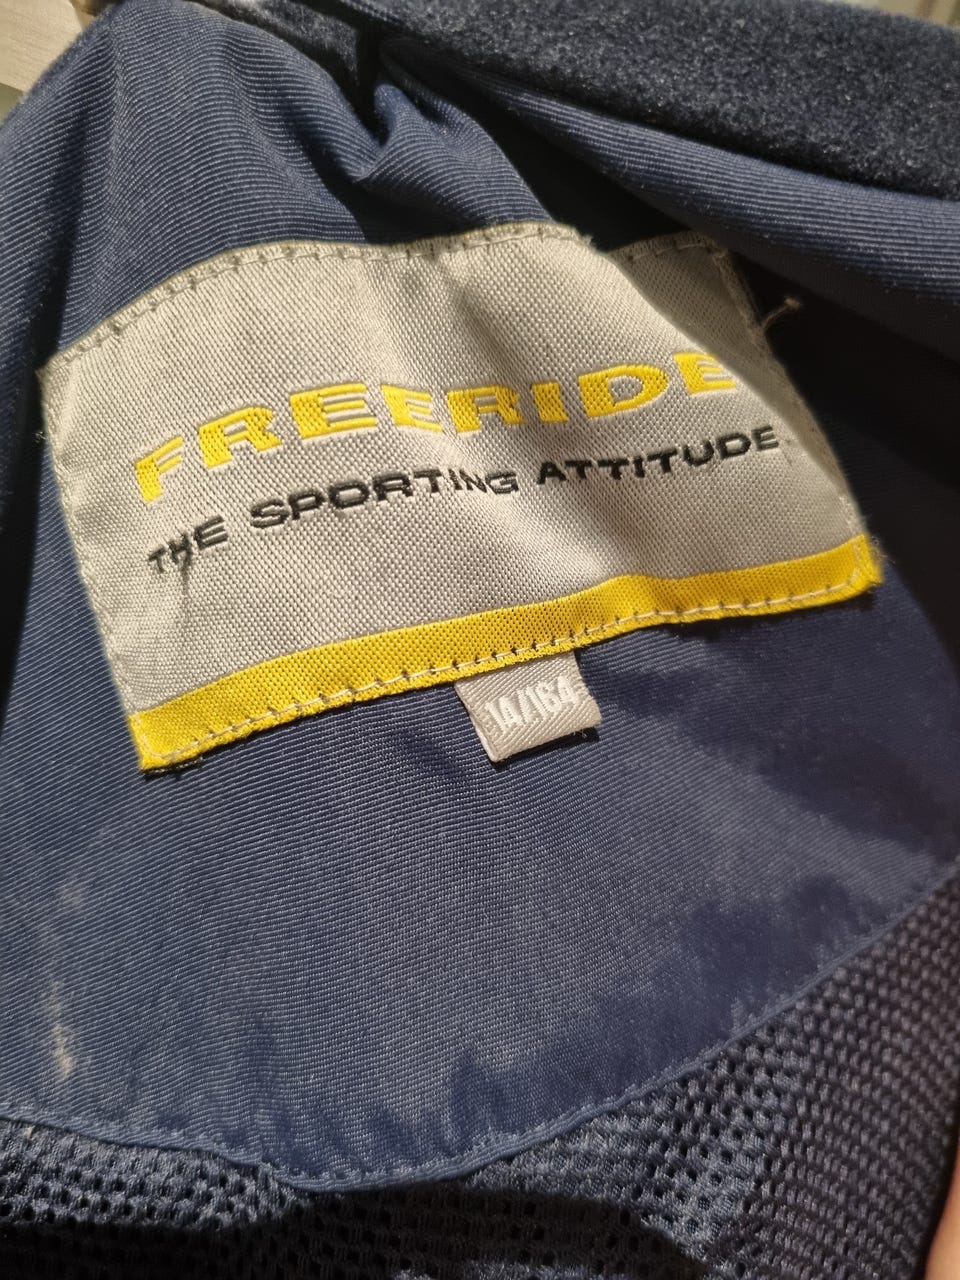 FREERIDE
THE SPORTING ATTITUDE.
14/164